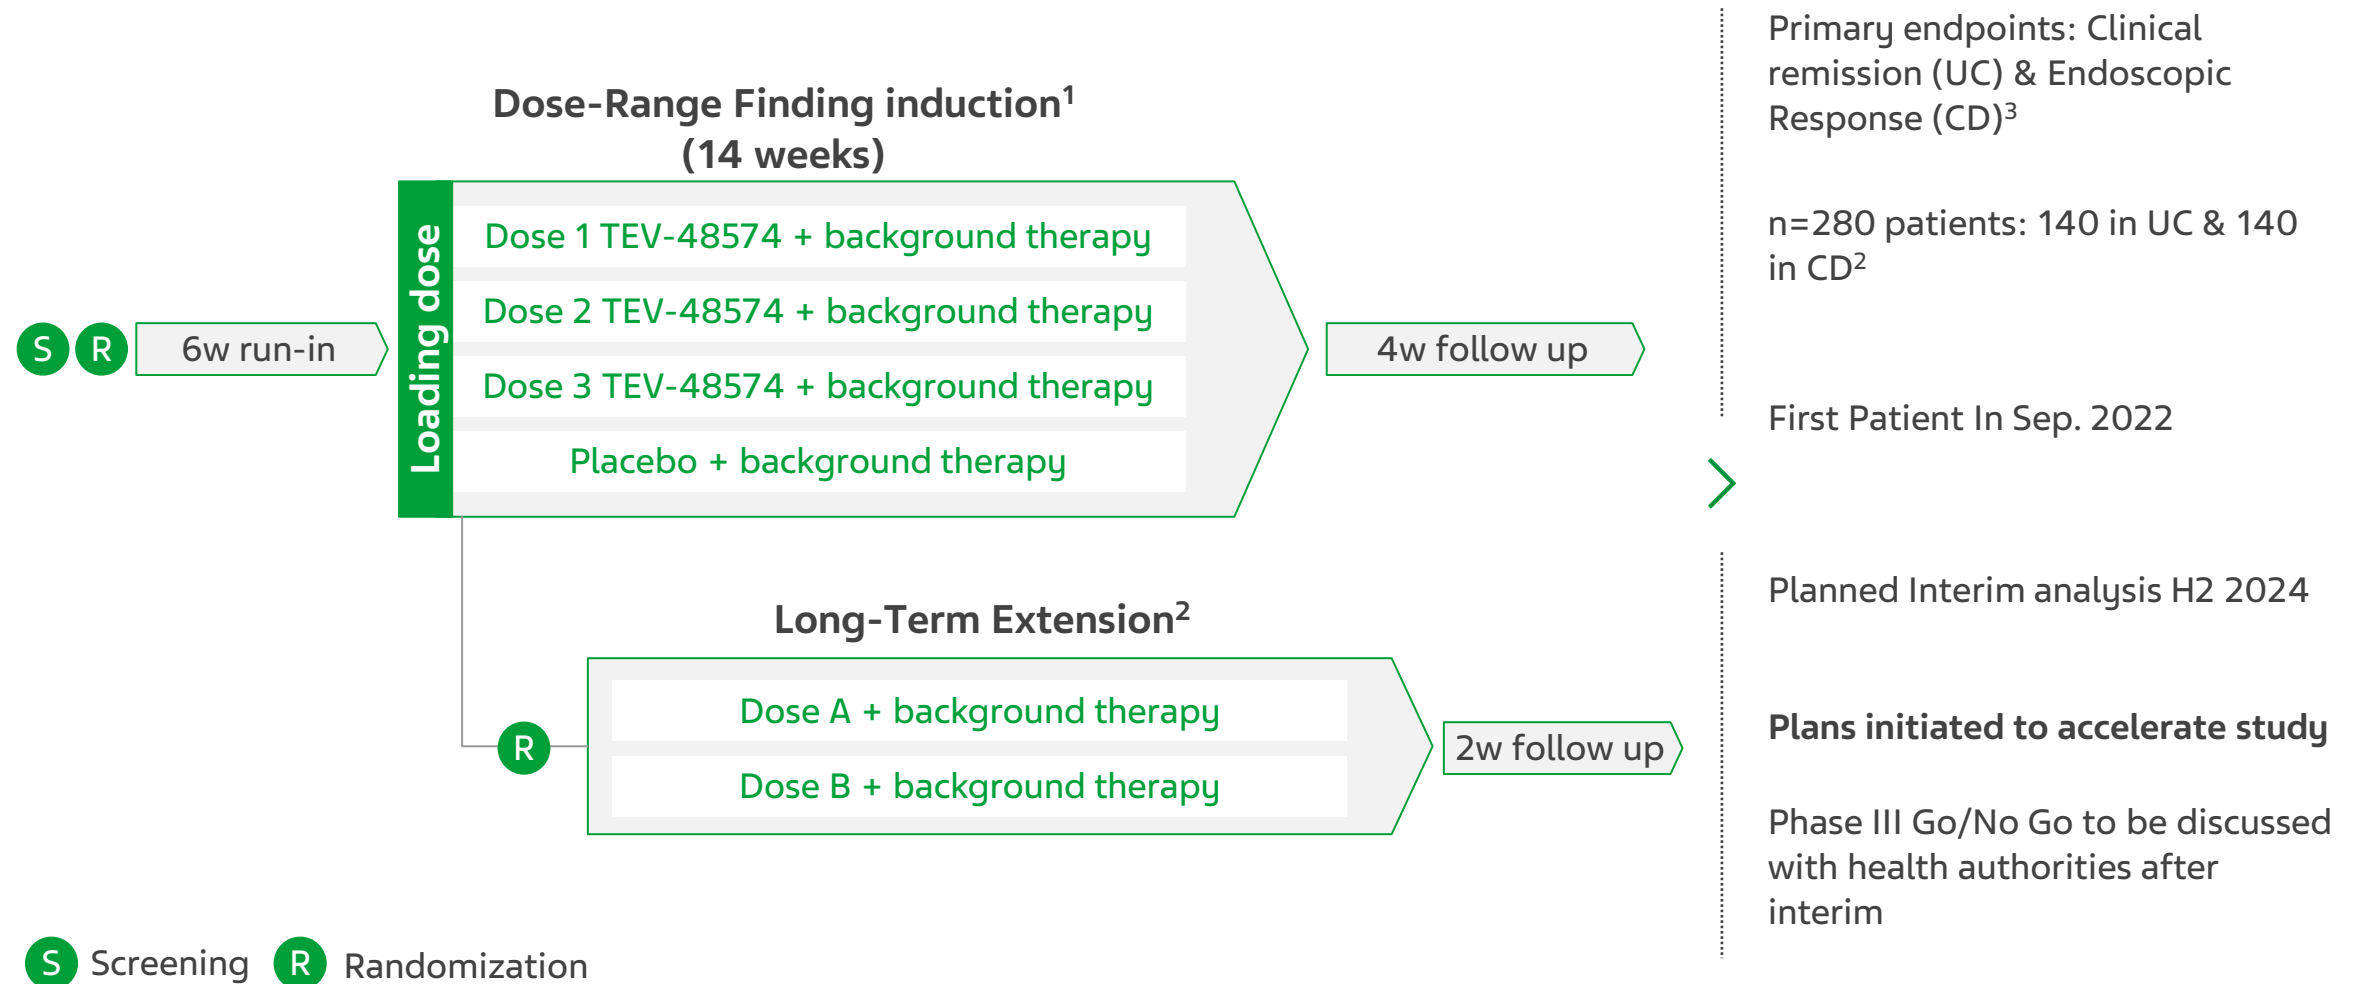 Dose-Range Finding induction¹
(14 weeks)
Loading dose
Dose 1 TEV-48574 + background therapy
Dose 2 TEV-48574 + background therapy
Dose 3 TEV-48574 + background therapy
Placebo + background therapy
S R 6w run-in
4w follow up
Long-Term Extension²
R
Dose A + background therapy
Dose B + background therapy
2w follow up
S Screening R Randomization
Primary endpoints: Clinical
remission (UC) & Endoscopic
Response (CD)³
n=280 patients: 140 in UC & 140
in CD²
First Patient In Sep. 2022
Planned Interim analysis H2 2024
Plans initiated to accelerate study
Phase III Go/No Go to be discussed
with health authorities after
interim